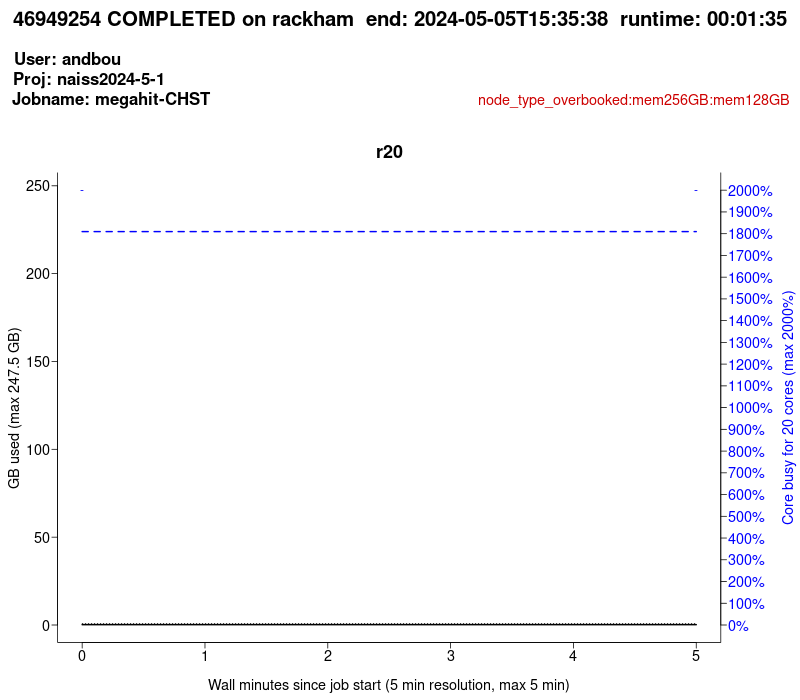 46949254 COMPLETED on rackham  end: 2024-05-05T15:35:38  runtime: 00:01:35
User: andbou
Proj: naiss2024-5-1
Jobname: megahit-CHST
node_type_overbooked:mem256GB:mem128GB
r20
250
200
150
100
50
0
GB used (max 247.5 GB)
2000%
1900%
1800%
1700%
1600%
1500%
1400%
1300%
1200%
1100%
1000%
900%
800%
700%
600%
500%
400%
300%
200%
100%
0%
Core busy for 20 cores (max 2000%)
0 1 2 3 4 5
Wall minutes since job start (5 min resolution, max 5 min)